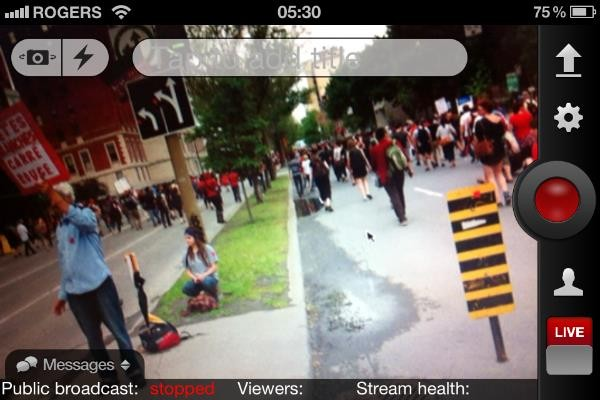 ROGERS 05:30 75%
Tap to add title
LIVE
Messages
Public broadcast: stopped Viewers: Stream health: